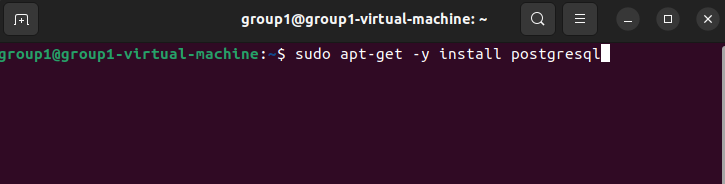 group1@group1-virtual-machine: ~
group1@group1-virtual-machine:~$ sudo apt-get -y install postgresql